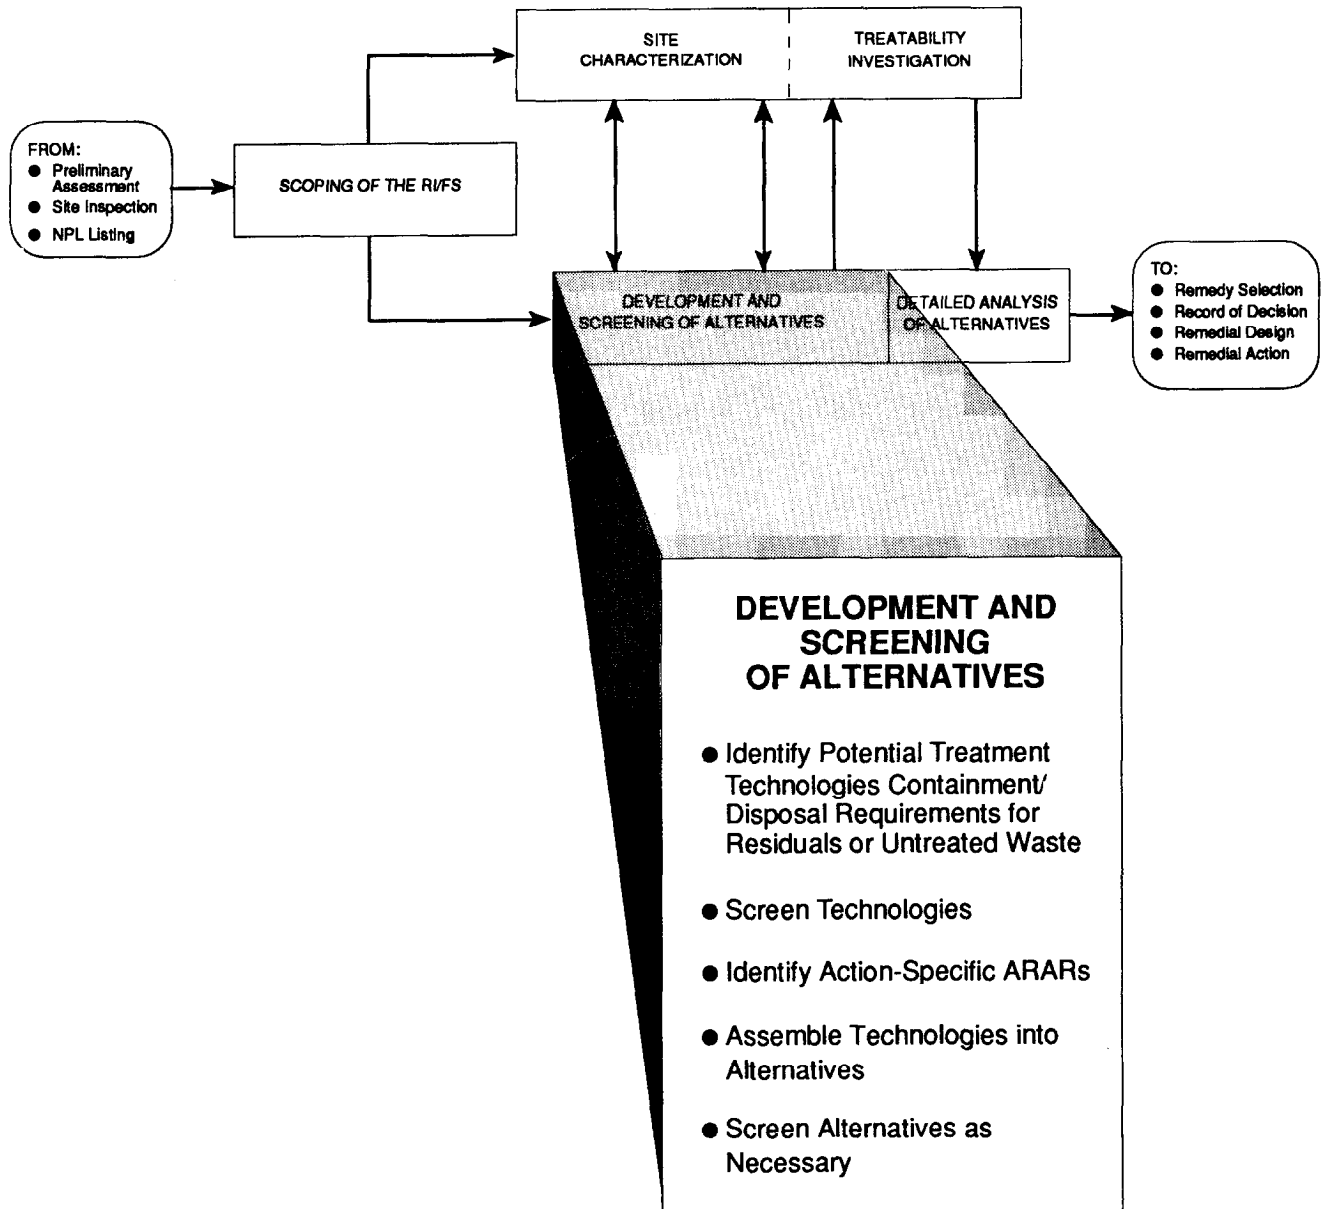 SITE
CHARACTERIZATION
TREATABILITY
INVESTIGATION
FROM:
● Preliminary
Assessment
● Site Inspection
● NPL Listing
SCOPING OF THE RI/FS
DEVELOPMENT AND
SCREENING OF ALTERNATIVES
DETAILED ANALYSIS
OF ALTERNATIVES
TO:
● Remedy Selection
● Record of Decision
● Remedial Design
● Remedial Action
DEVELOPMENT AND
SCREENING
OF ALTERNATIVES
● Identify Potential Treatment
Technologies Containment/
Disposal Requirements for
Residuals or Untreated Waste
● Screen Technologies
● Identify Action-Specific ARARs
● Assemble Technologies into
Alternatives
● Screen Alternatives as
Necessary